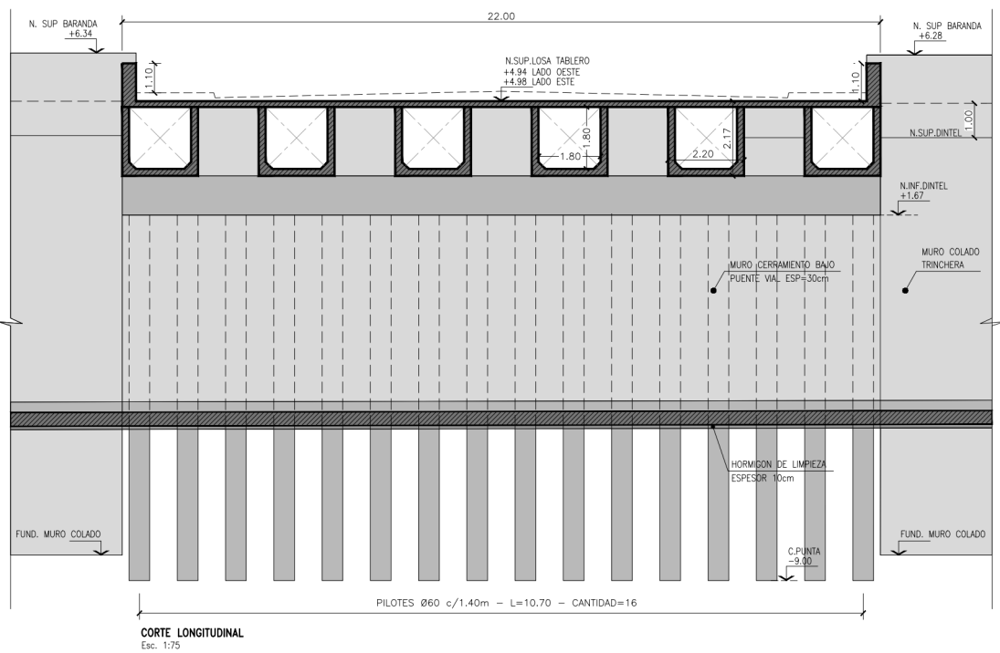 22.00
N. SUP BARANDA
+6.34
N. SUP BARANDA
+6.28
N.SUP.LOSA TABLERO
+4.94 LADO OESTE
+4.98 LADO ESTE
1.10
1.10
1.00
N.SUP.DINTEL
1.80
1.80
2.17
2.20
N.INF.DINTEL
+1.67
MURO CERRAMIENTO BAJO
PUENTE VIAL ESP=30cm
MURO COLADO
TRINCHERA
HORMIGON DE LIMPIEZA
ESPESOR 10cm
FUND. MURO COLADO
FUND. MURO COLADO
C.PUNTA
-9.00
PILOTES Ø60 c/1.40m – L=10.70 – CANTIDAD=16
CORTE LONGITUDINAL
Esc. 1:75